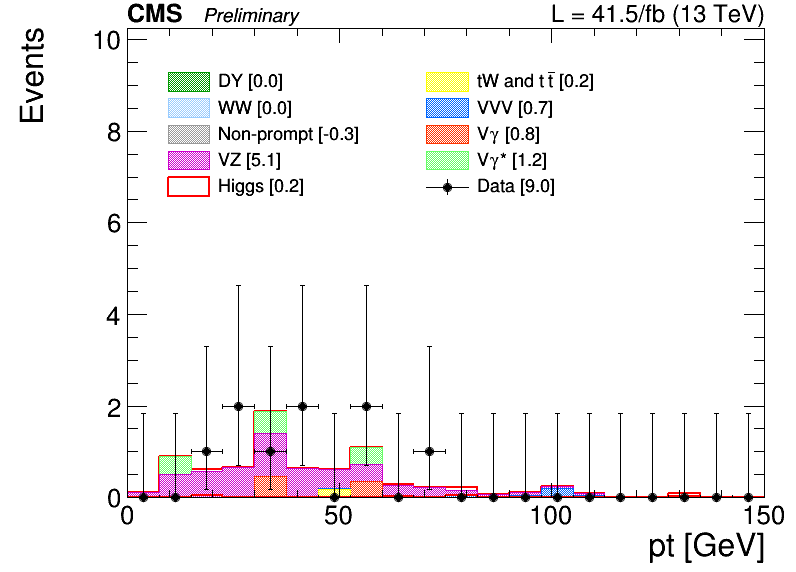 CMS Preliminary L = 41.5/fb (13 TeV)
Events
10
8
6
4
2
0
DY [0.0]
WW [0.0]
Non-prompt [-0.3]
VZ [5.1]
Higgs [0.2]
tW and tt̅ [0.2]
VVV [0.7]
Vγ [0.8]
Vγ* [1.2]
Data [9.0]
0 50 100 150
pt [GeV]